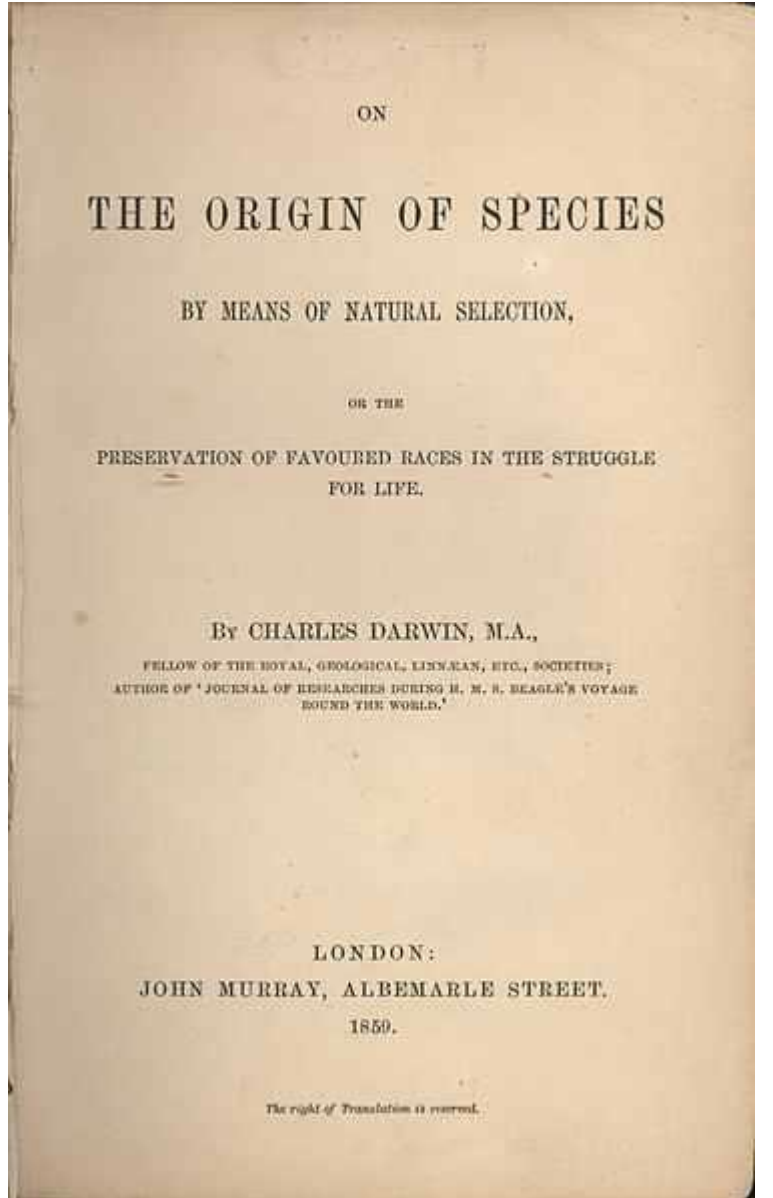 ON
THE ORIGIN OF SPECIES
BY MEANS OF NATURAL SELECTION,
OR THE
PRESERVATION OF FAVOURED RACES IN THE STRUGGLE
FOR LIFE.
By CHARLES DARWIN, M.A.,
FELLOW OF THE ROYAL, GEOLOGICAL, LINNÆAN, ETC., SOCIETIES;
AUTHOR OF ‘JOURNAL OF RESEARCHES DURING H. M. S. BEAGLE’S VOYAGE
ROUND THE WORLD.’
LONDON:
JOHN MURRAY, ALBEMARLE STREET.
1859.
The right of Translation is reserved.